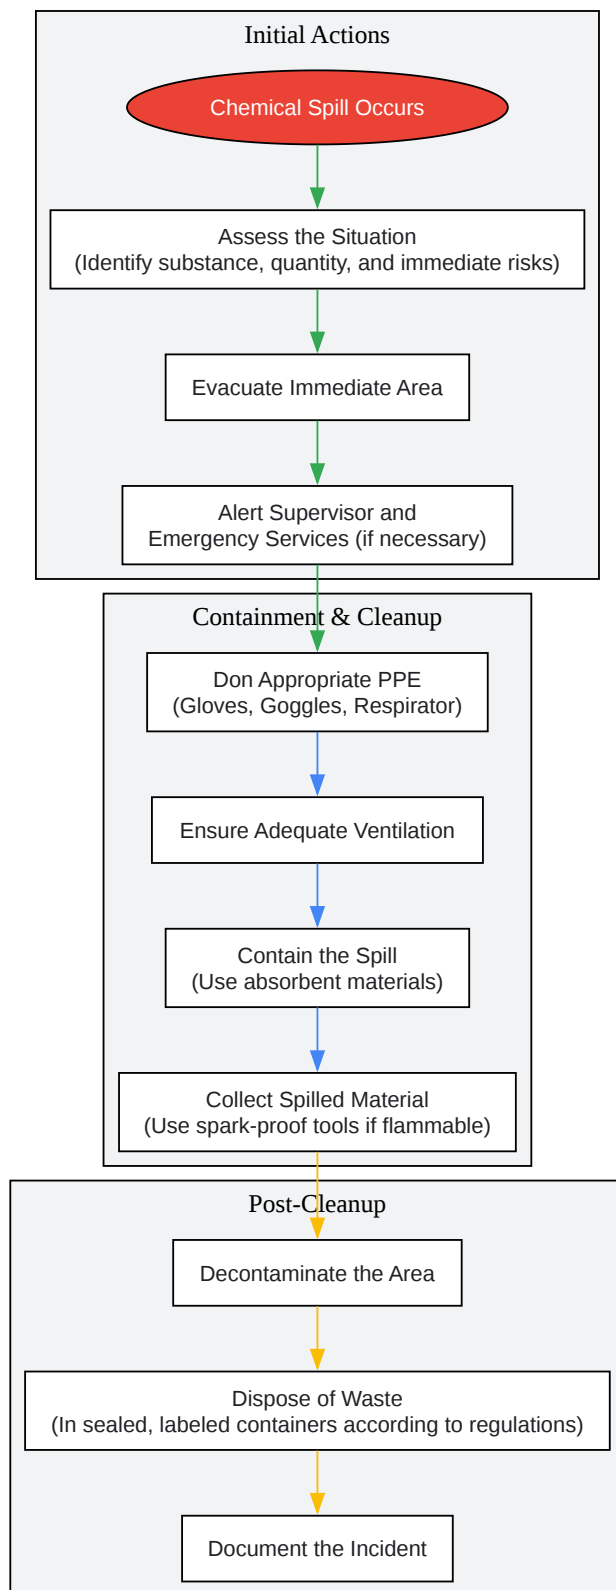 Initial Actions
Chemical Spill Occurs
Assess the Situation
(Identify substance, quantity, and immediate risks)
Evacuate Immediate Area
Alert Supervisor and
Emergency Services (if necessary)
Containment & Cleanup
Don Appropriate PPE
(Gloves, Goggles, Respirator)
Ensure Adequate Ventilation
Contain the Spill
(Use absorbent materials)
Collect Spilled Material
(Use spark-proof tools if flammable)
Post-Cleanup
Decontaminate the Area
Dispose of Waste
(In sealed, labeled containers according to regulations)
Document the Incident